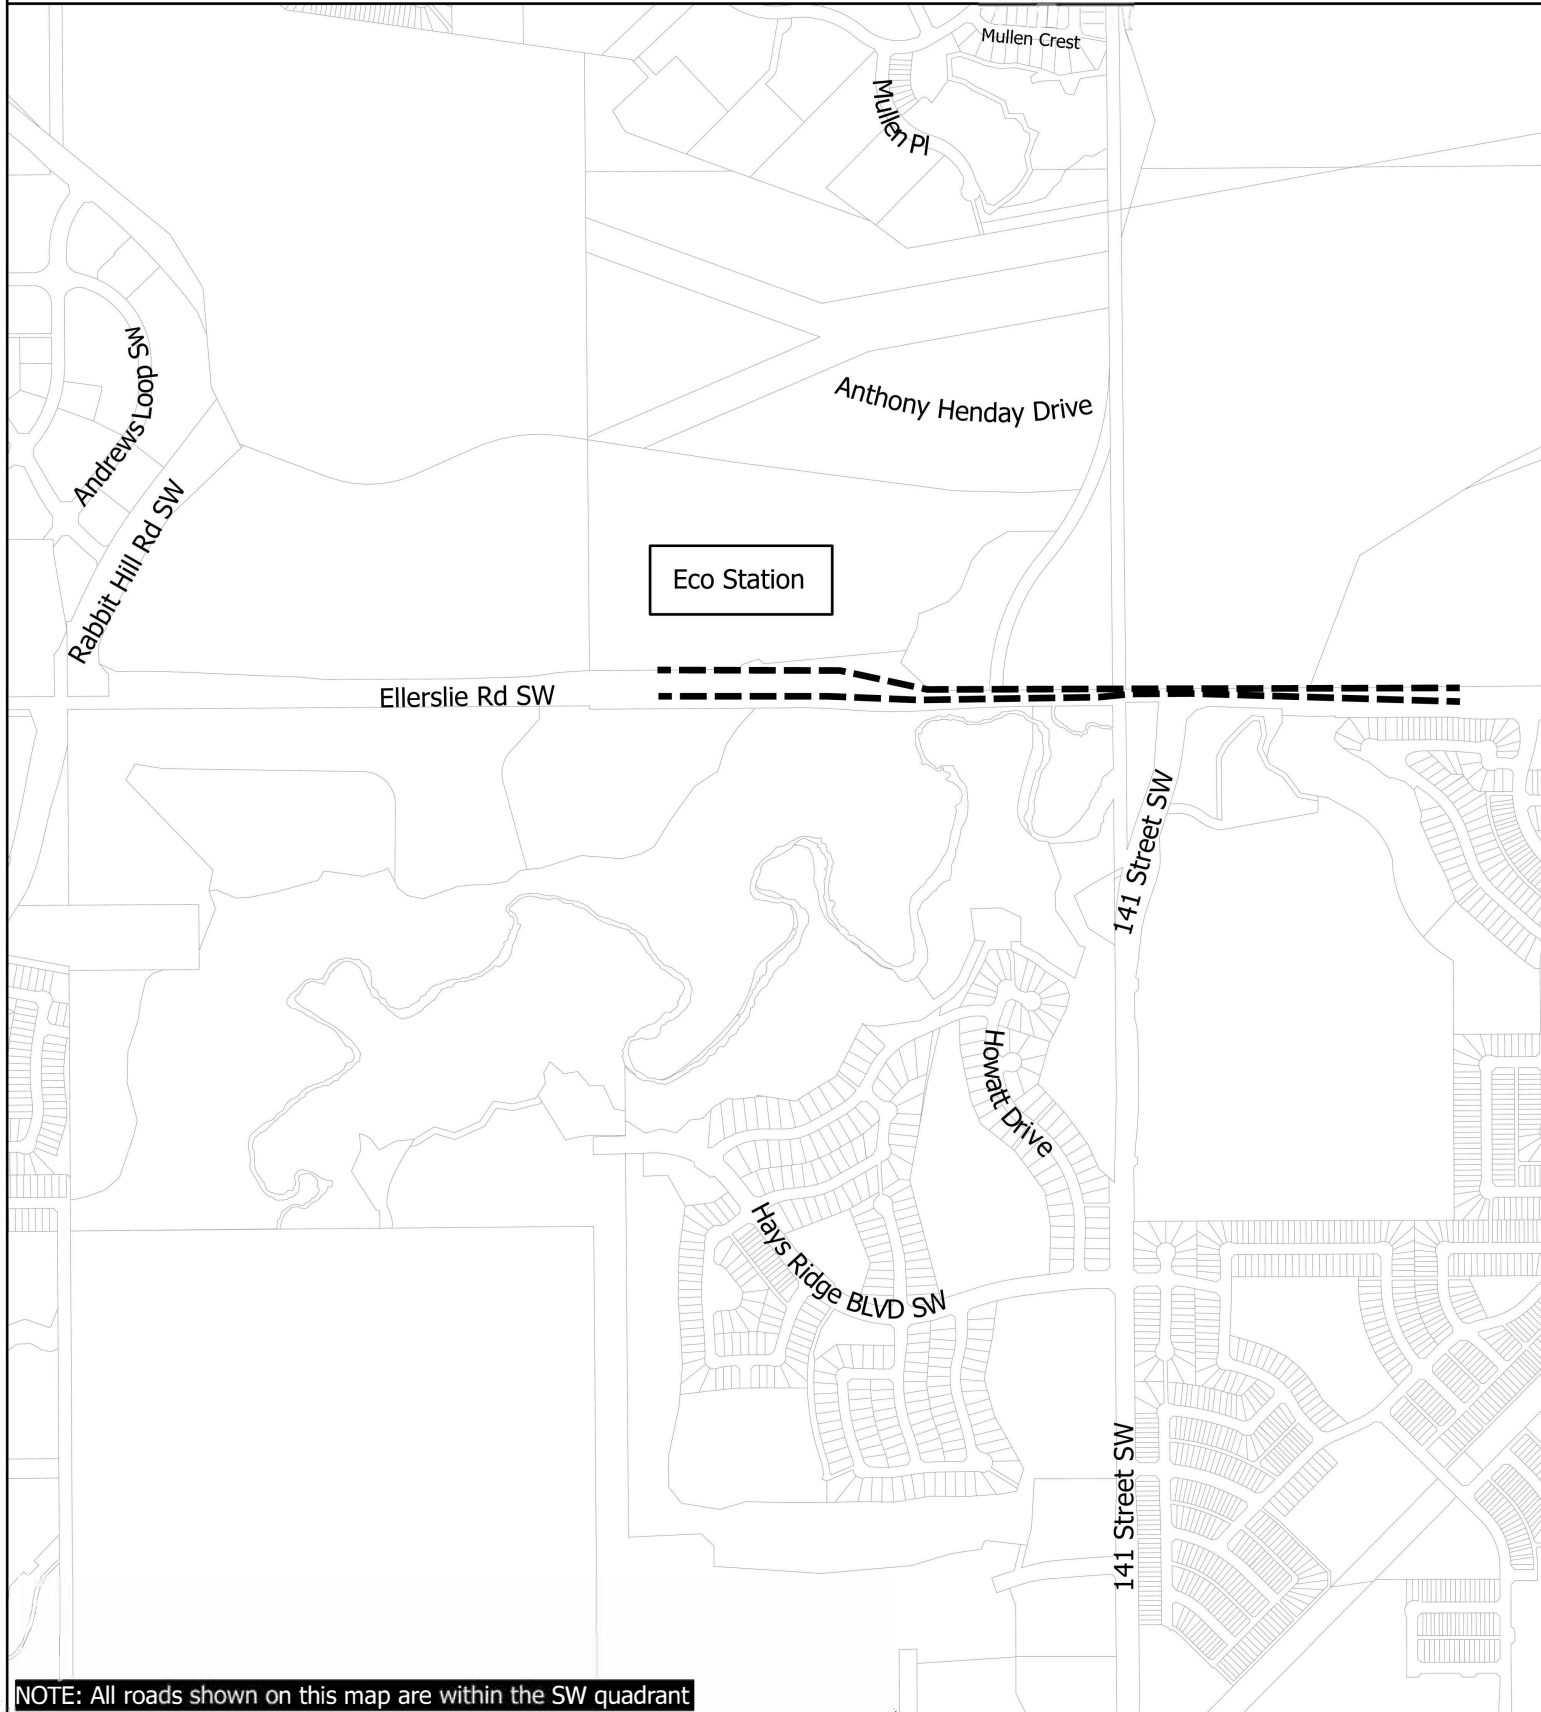 Mullen Crest
Mullen Pl
Andrews Loop Sw
Anthony Henday Drive
Rabbit Hill Rd SW
Eco Station
Ellerslie Rd SW
141 Street SW
Howatt Drive
Hays Ridge BLVD SW
141 Street SW
NOTE: All roads shown on this map are within the SW quadrant